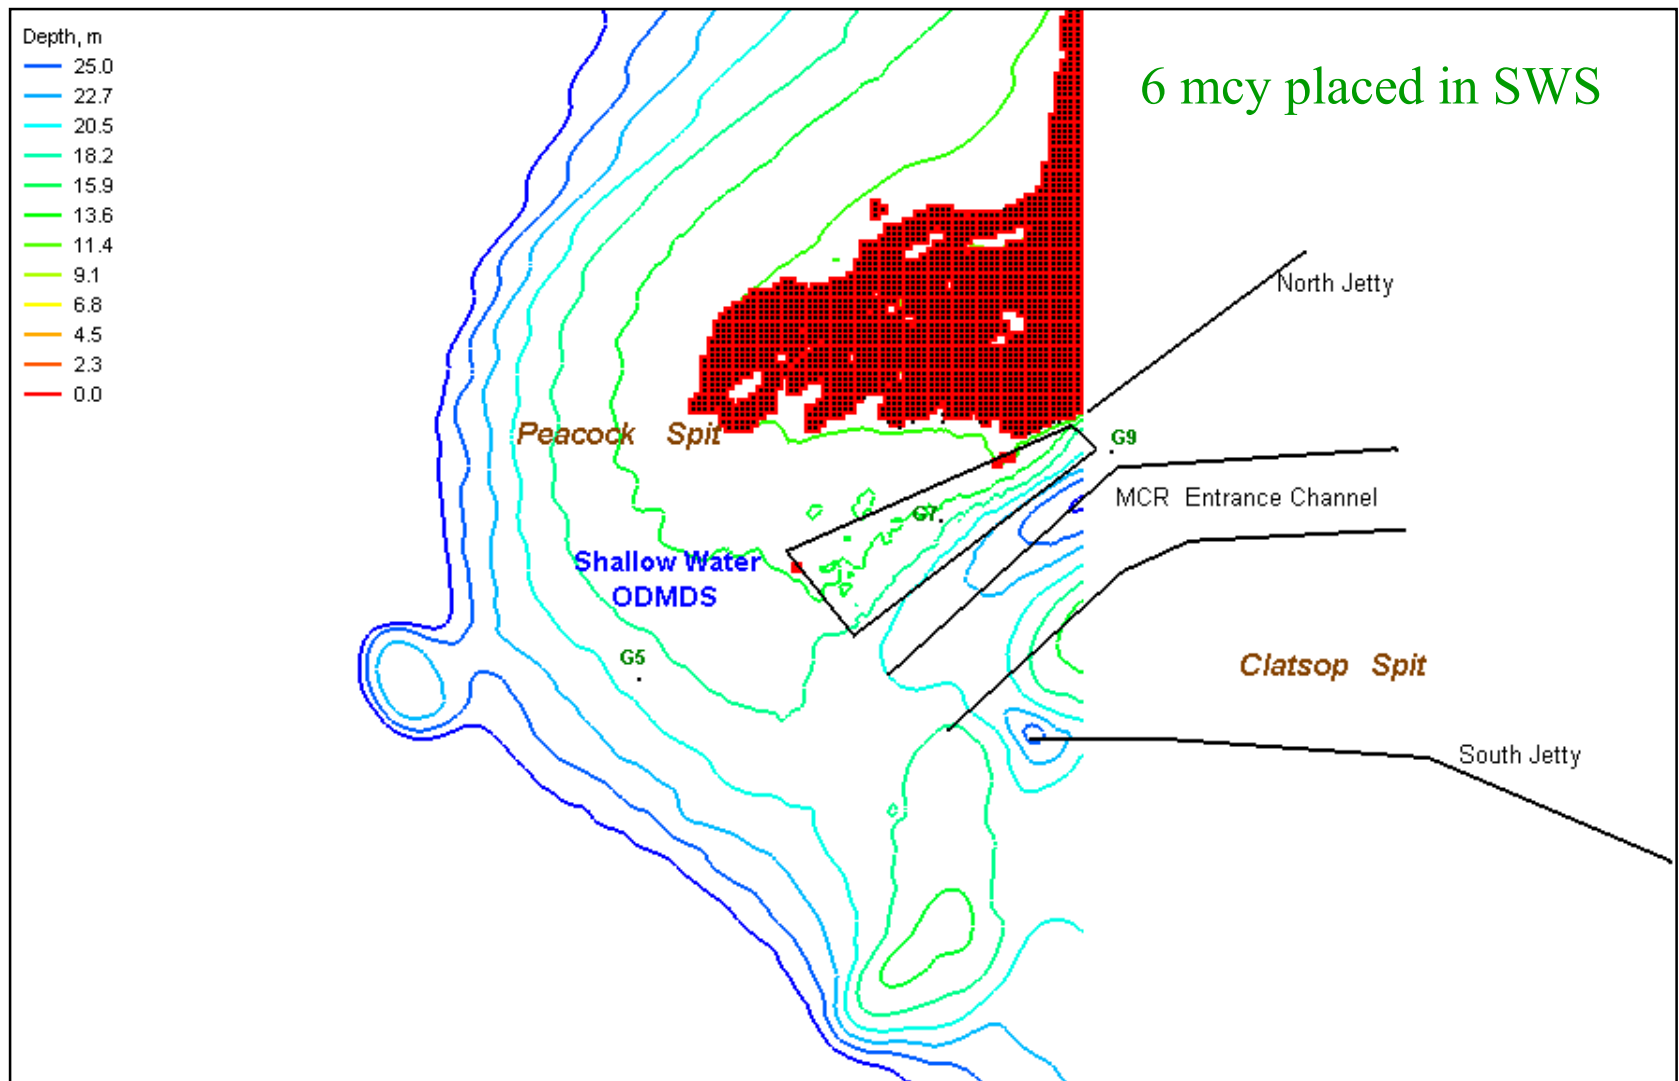 Depth, m
25.0
22.7
20.5
18.2
15.9
13.6
11.4
9.1
6.8
4.5
2.3
0.0
6 mcy placed in SWS
North Jetty
Peacock Spit
G9
MCR Entrance Channel
G7
Shallow Water
ODMDS
G5
Clatsop Spit
South Jetty